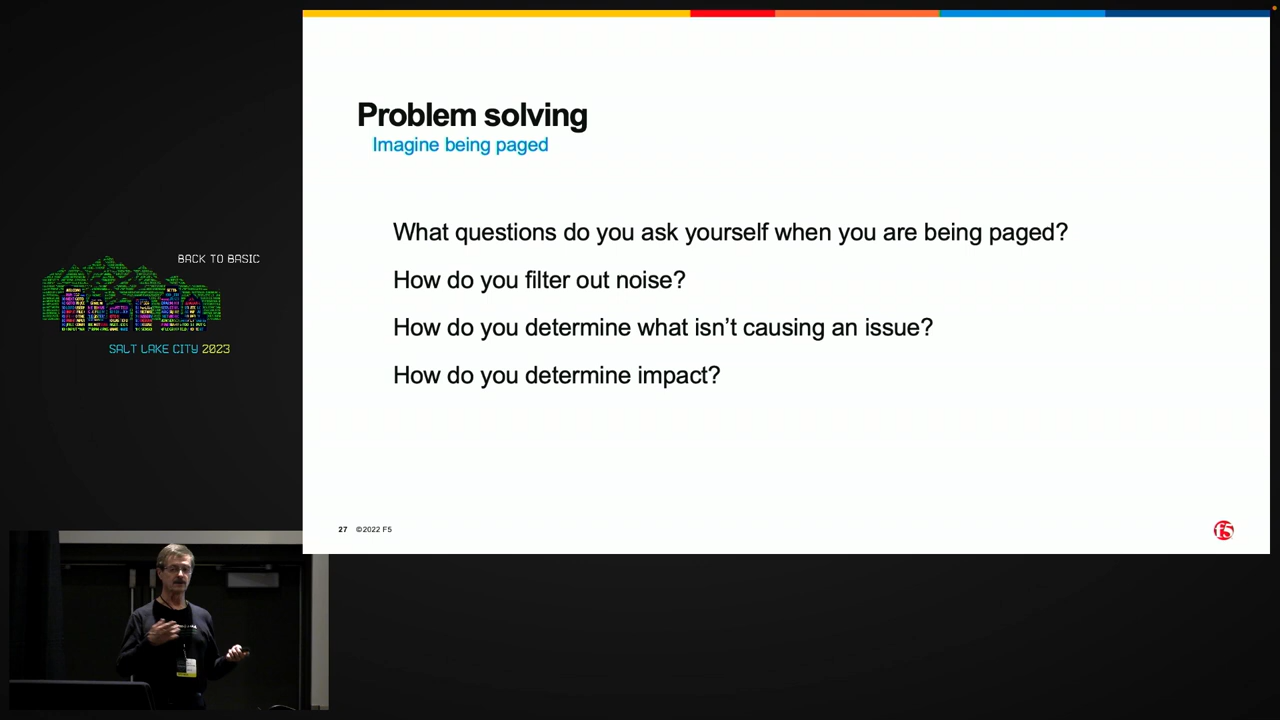 Problem solving
Imagine being paged
What questions do you ask yourself when you are being paged?
How do you filter out noise?
How do you determine what isn't causing an issue?
How do you determine impact?
27 ©2022 F5
f5
BACK TO BASIC
SALT LAKE CITY 2023